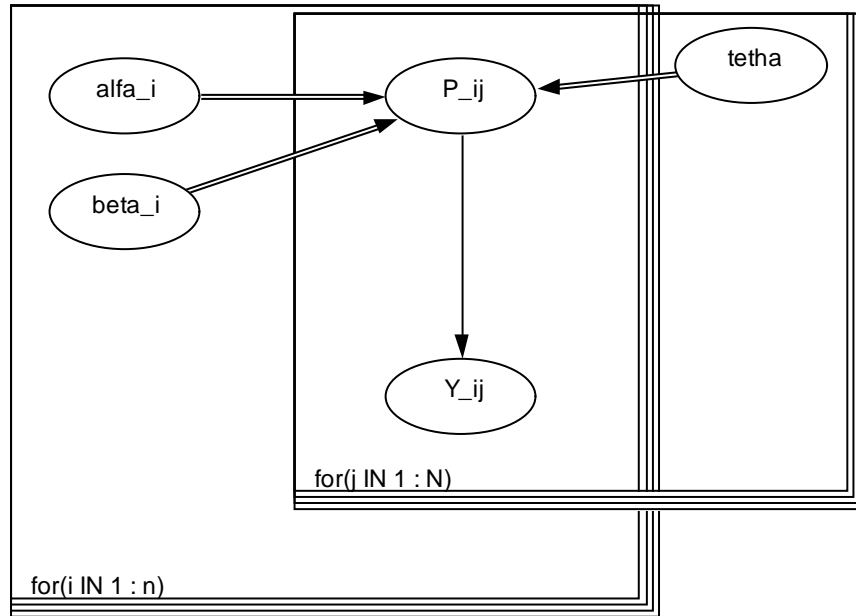 alfa_i
P_ij
tetha
beta_i
Y_ij
for(j IN 1 : N)
for(i IN 1 : n)